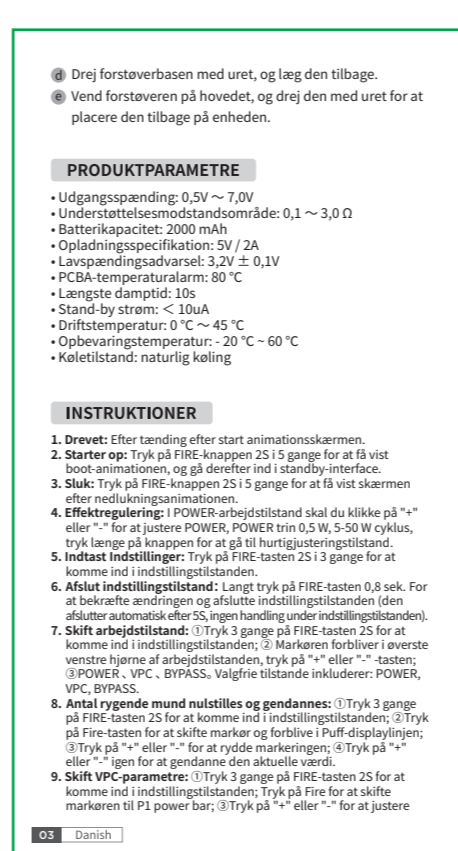 d Drej forstøverbasen med uret, og læg den tilbage.
e Vend forstøveren på hovedet, og drej den med uret for at
placere den tilbage på enheden.
PRODUKTPARAMETRE
• Udgangsspænding: 0,5V ~ 7,0V
• Understøttelsesmodstandsområde: 0,1 ~ 3,0 Ω
• Batterikapacitet: 2000 mAh
• Opladningsspecifikation: 5V / 2A
• Lavspændingsadvarsel: 3,2V ± 0,1V
• PCBA-temperaturalarm: 80 °C
• Længste damptid: 10s
• Stand-by strøm: < 10uA
• Driftstemperatur: 0 °C ~ 45 °C
• Opbevaringstemperatur: - 20 °C ~ 60 °C
• Køletilstand: naturlig køling
INSTRUKTIONER
1. Drevet: Efter tænding efter start animationsskærmen.
2. Starter op: Tryk på FIRE-knappen 2S i 5 gange for at få vist
boot-animationen, og gå derefter ind i standby-interface.
3. Sluk: Tryk på FIRE-knappen 2S i 5 gange for at få vist skærmen
efter nedlukningsanimationen.
4. Effektregulering: I POWER-arbejdstilstand skal du klikke på "+"
eller "-" for at justere POWER, POWER trin 0,5 W, 5-50 W cyklus,
tryk længe på knappen for at gå til hurtigjusteringstilstand.
5. Indtast Indstillinger: Tryk på FIRE-tasten 2S i 3 gange for at
komme ind i indstillingstilstanden.
6. Afslut indstillingstilstand: Langt tryk på FIRE-tasten 0,8 sek. For
at bekræfte ændringen og afslutte indstillingstilstanden (den
afslutter automatisk efter 5S, ingen handling under indstillingstilstanden).
7. Skift arbejdstilstand: ①Tryk 3 gange på FIRE-tasten 2S for at
komme ind i indstillingstilstanden; ② Markøren forbliver i øverste
venstre hjørne af arbejdstilstanden, tryk på "+" eller "-" -tasten;
③POWER、VPC、BYPASS。Valgfrie tilstande inkluderer: POWER,
VPC, BYPASS.
8. Antal rygende mund nulstilles og gendannes: ①Tryk 3 gange
på FIRE-tasten 2S for at komme ind i indstillingstilstanden; ②Tryk
på Fire-tasten for at skifte markør og forblive i Puff-displaylinjen;
③Tryk på "+" eller "-" for at rydde markeringen; ④Tryk på "+"
eller "-" igen for at gendanne den aktuelle værdi.
9. Skift VPC-parametre: ①Tryk 3 gange på FIRE-tasten 2S for at
komme ind i indstillingstilstanden; Tryk på Fire for at skifte
markøren til P1 power bar; ③Tryk på "+" eller "-" for at justere
03 Danish